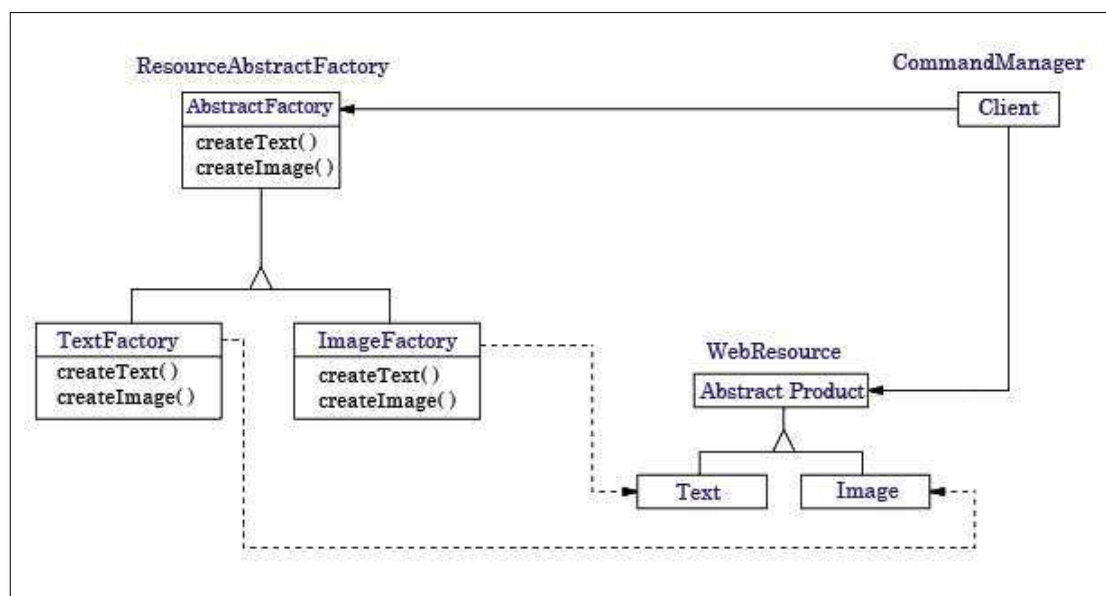 ResourceAbstractFactory
CommandManager
AbstractFactory
createText()
createImage()
Client
TextFactory
createText()
createImage()
ImageFactory
createText()
createImage()
WebResource
Abstract Product
Text
Image